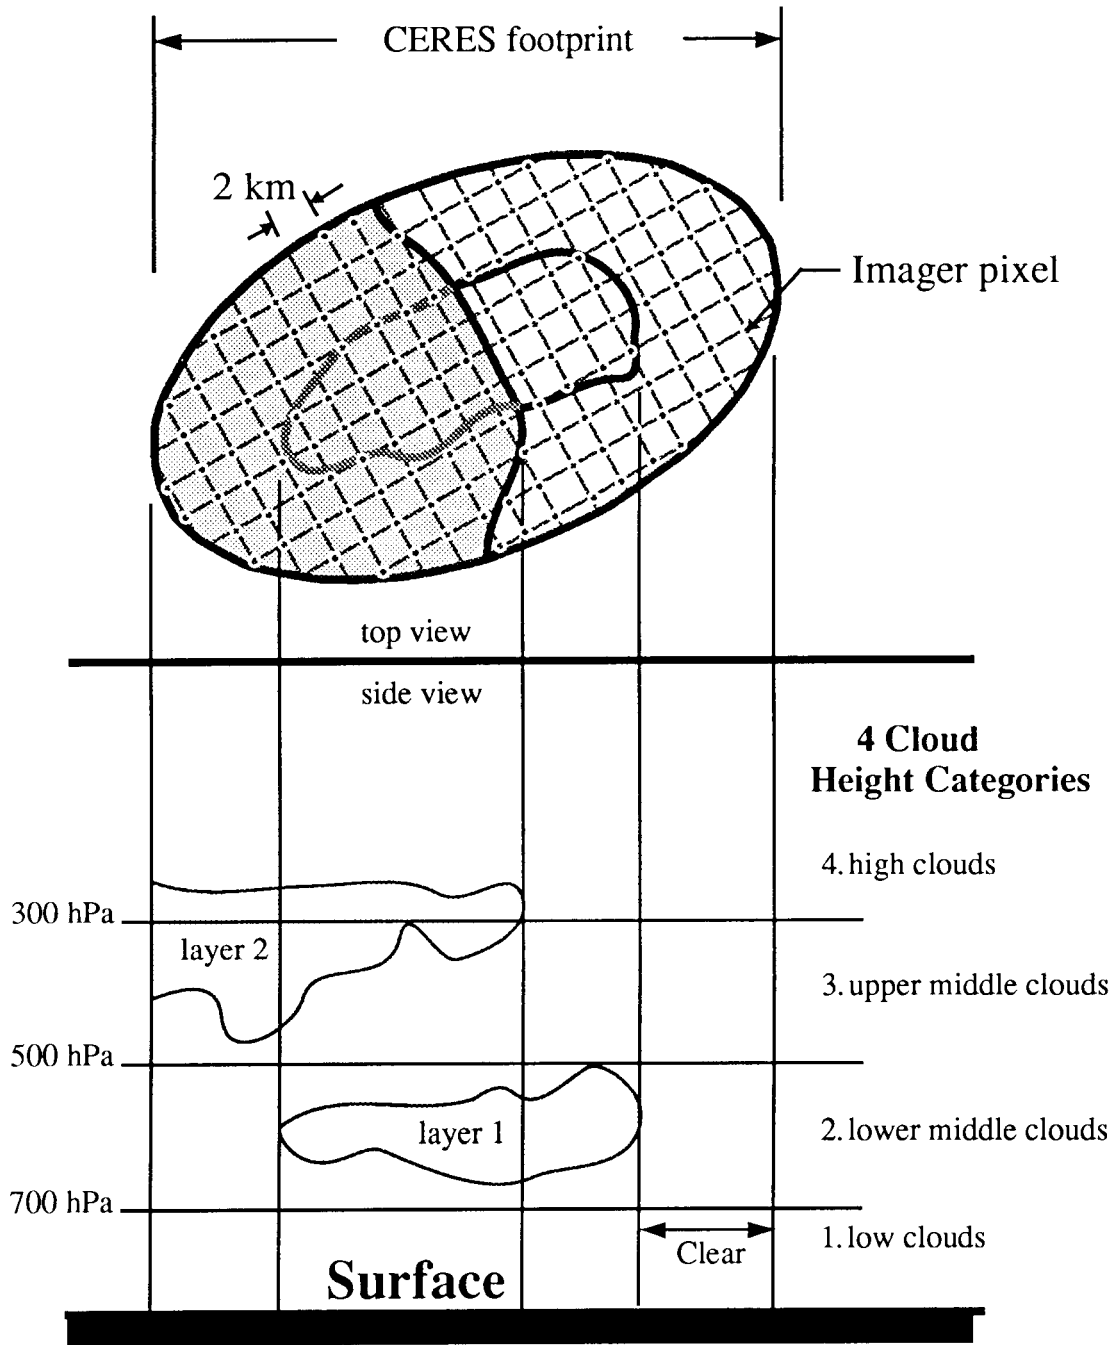 CERES footprint
2 km
Imager pixel
top view
side view
4 Cloud
Height Categories
4. high clouds
300 hPa
layer 2
3. upper middle clouds
500 hPa
layer 1
2. lower middle clouds
700 hPa
1. low clouds
Clear
Surface